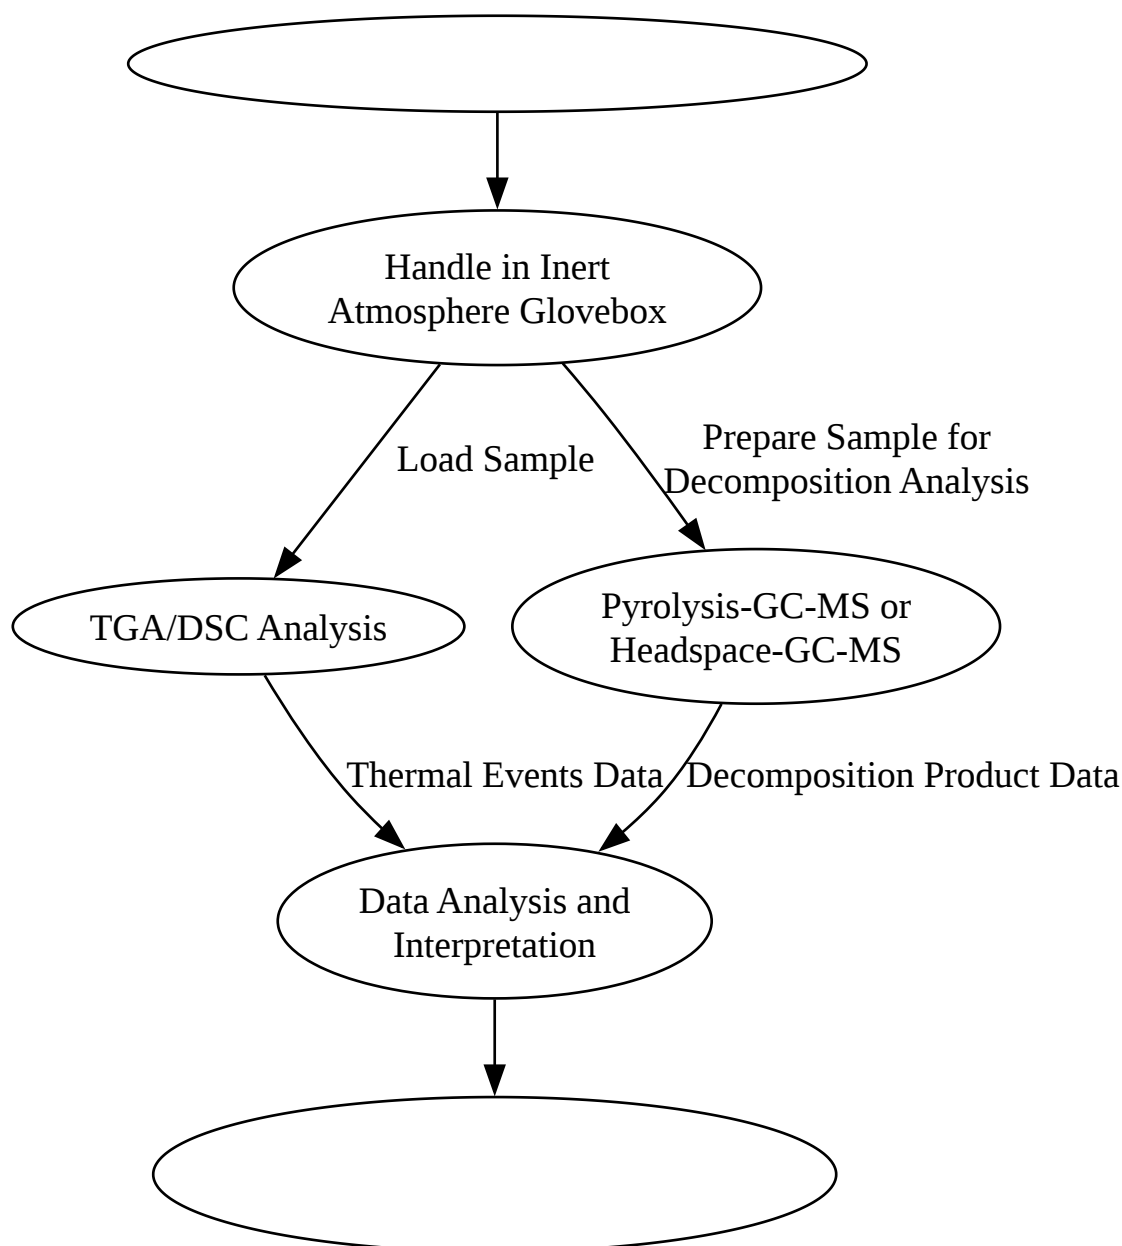 Handle in Inert
Atmosphere Glovebox
Load Sample
Prepare Sample for
Decomposition Analysis
TGA/DSC Analysis
Pyrolysis-GC-MS or
Headspace-GC-MS
Thermal Events Data
Decomposition Product Data
Data Analysis and
Interpretation